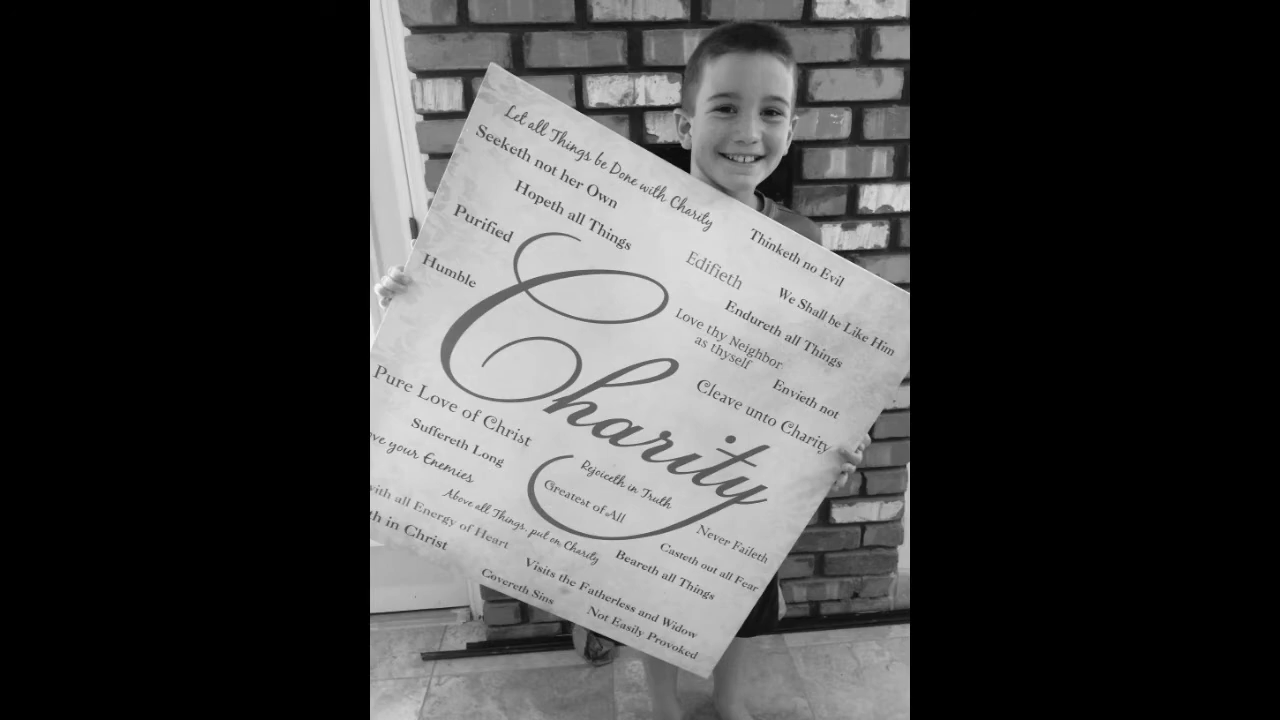 Let all Things be Done with Charity
Seeketh not her Own
Hopeth all Things
Purified
Humble
Thinketh no Evil
Edifieth
We Shall be Like Him
Endureth all Things
Love thy Neighbor
as thyself
Envieth not
Cleave unto Charity
Charity
Pure Love of Christ
Suffereth Long
your Enemies
Rejoiceth in Truth
Greatest of All
Above all Things, put on Charity
with all Energy of Heart
in Christ
Never Faileth
Casteth out all Fear
Beareth all Things
Visits the Fatherless and Widow
Covereth Sins
Not Easily Provoked